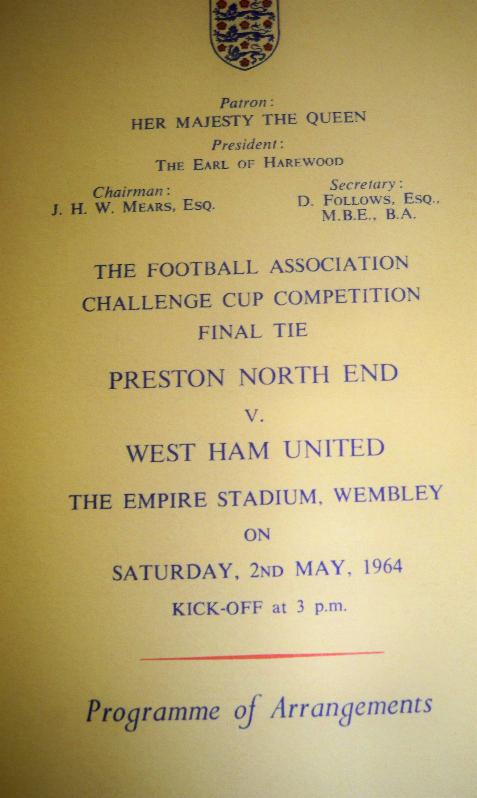 Patron:
HER MAJESTY THE QUEEN
President:
THE EARL OF HAREWOOD
Chairman:
J. H. W. MEARS, ESQ.
Secretary:
D. FOLLOWS, ESQ.,
M.B.E., B.A.
THE FOOTBALL ASSOCIATION
CHALLENGE CUP COMPETITION
FINAL TIE
PRESTON NORTH END
V.
WEST HAM UNITED
THE EMPIRE STADIUM, WEMBLEY
ON
SATURDAY, 2ND MAY, 1964
KICK-OFF at 3 p.m.
Programme of Arrangements